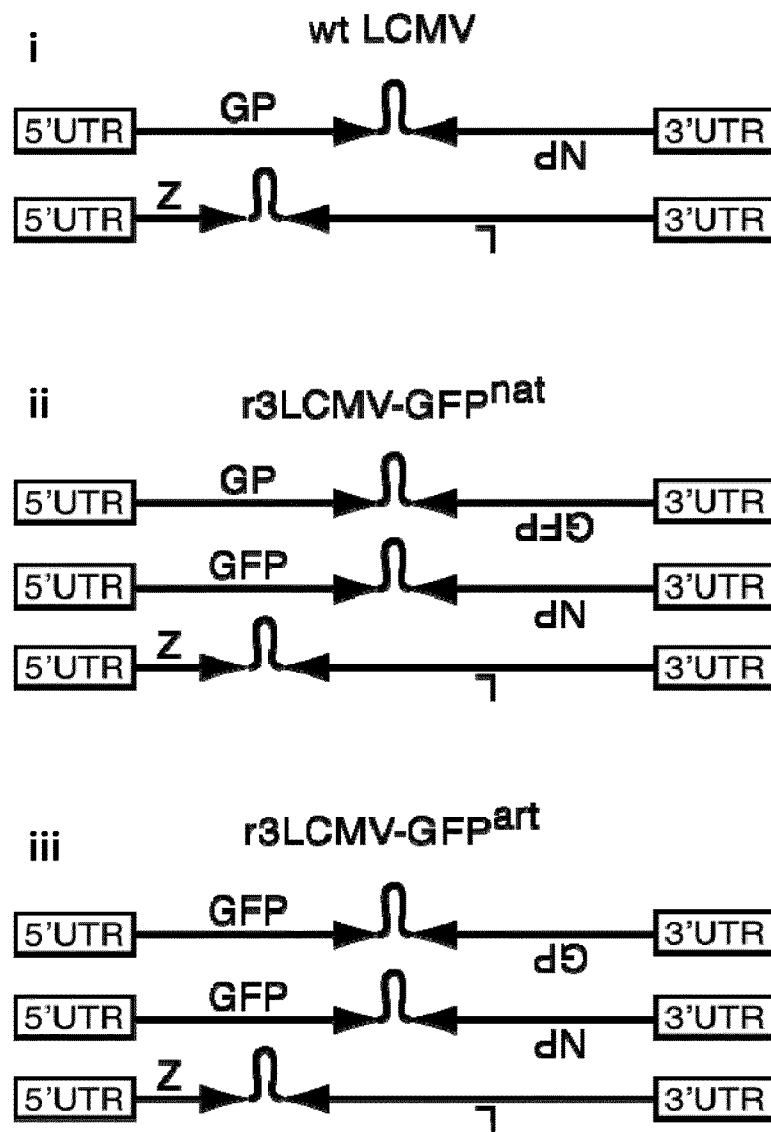 i
wt LCMV
5'UTR GP NP 3'UTR
5'UTR Z L 3'UTR
ii
r3LCMV-GFPnat
5'UTR GP GFP 3'UTR
5'UTR GFP NP 3'UTR
5'UTR Z L 3'UTR
iii
r3LCMV-GFPart
5'UTR GFP GP 3'UTR
5'UTR GFP NP 3'UTR
5'UTR Z L 3'UTR